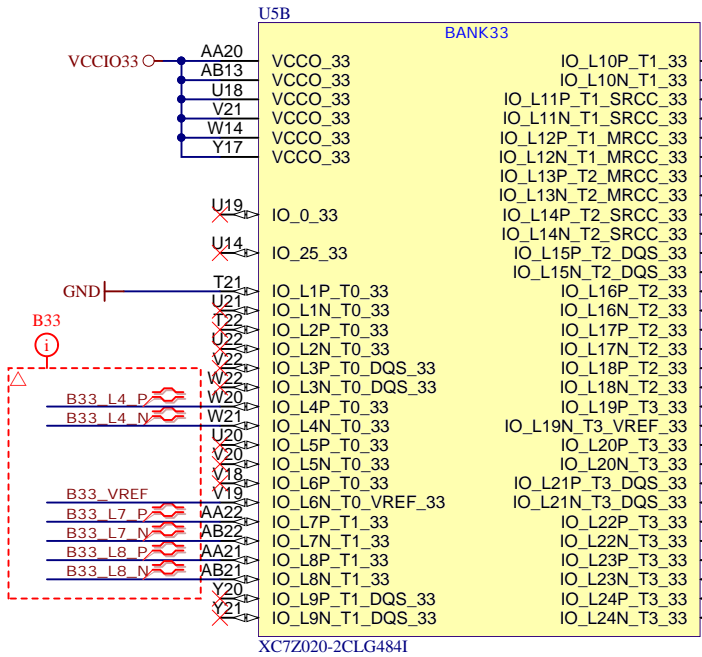 U5B
BANK33
VCCIO33 AA20 VCCO_33 IO_L10P_T1_33
AB13 VCCO_33 IO_L10N_T1_33
U18 VCCO_33 IO_L11P_T1_SRCC_33
V21 VCCO_33 IO_L11N_T1_SRCC_33
W14 VCCO_33 IO_L12P_T1_MRCC_33
Y17 VCCO_33 IO_L12N_T1_MRCC_33
IO_L13P_T2_MRCC_33
IO_L13N_T2_MRCC_33
U19 IO_0_33 IO_L14P_T2_SRCC_33
IO_L14N_T2_SRCC_33
U14 IO_25_33 IO_L15P_T2_DQS_33
IO_L15N_T2_DQS_33
GND T21 IO_L1P_T0_33 IO_L16P_T2_33
U21 IO_L1N_T0_33 IO_L16N_T2_33
B33 T22 IO_L2P_T0_33 IO_L17P_T2_33
i U22 IO_L2N_T0_33 IO_L17N_T2_33
V22 IO_L3P_T0_DQS_33 IO_L18P_T2_33
W22 IO_L3N_T0_DQS_33 IO_L18N_T2_33
B33_L4_P W20 IO_L4P_T0_33 IO_L19P_T3_33
B33_L4_N W21 IO_L4N_T0_33 IO_L19N_T3_VREF_33
U20 IO_L5P_T0_33 IO_L20P_T3_33
V20 IO_L5N_T0_33 IO_L20N_T3_33
V18 IO_L6P_T0_33 IO_L21P_T3_DQS_33
B33_VREF V19 IO_L6N_T0_VREF_33 IO_L21N_T3_DQS_33
B33_L7_P AA22 IO_L7P_T1_33 IO_L22P_T3_33
B33_L7_N AB22 IO_L7N_T1_33 IO_L22N_T3_33
B33_L8_P AA21 IO_L8P_T1_33 IO_L23P_T3_33
B33_L8_N AB21 IO_L8N_T1_33 IO_L23N_T3_33
Y20 IO_L9P_T1_DQS_33 IO_L24P_T3_33
Y21 IO_L9N_T1_DQS_33 IO_L24N_T3_33
XC7Z020-2CLG484I